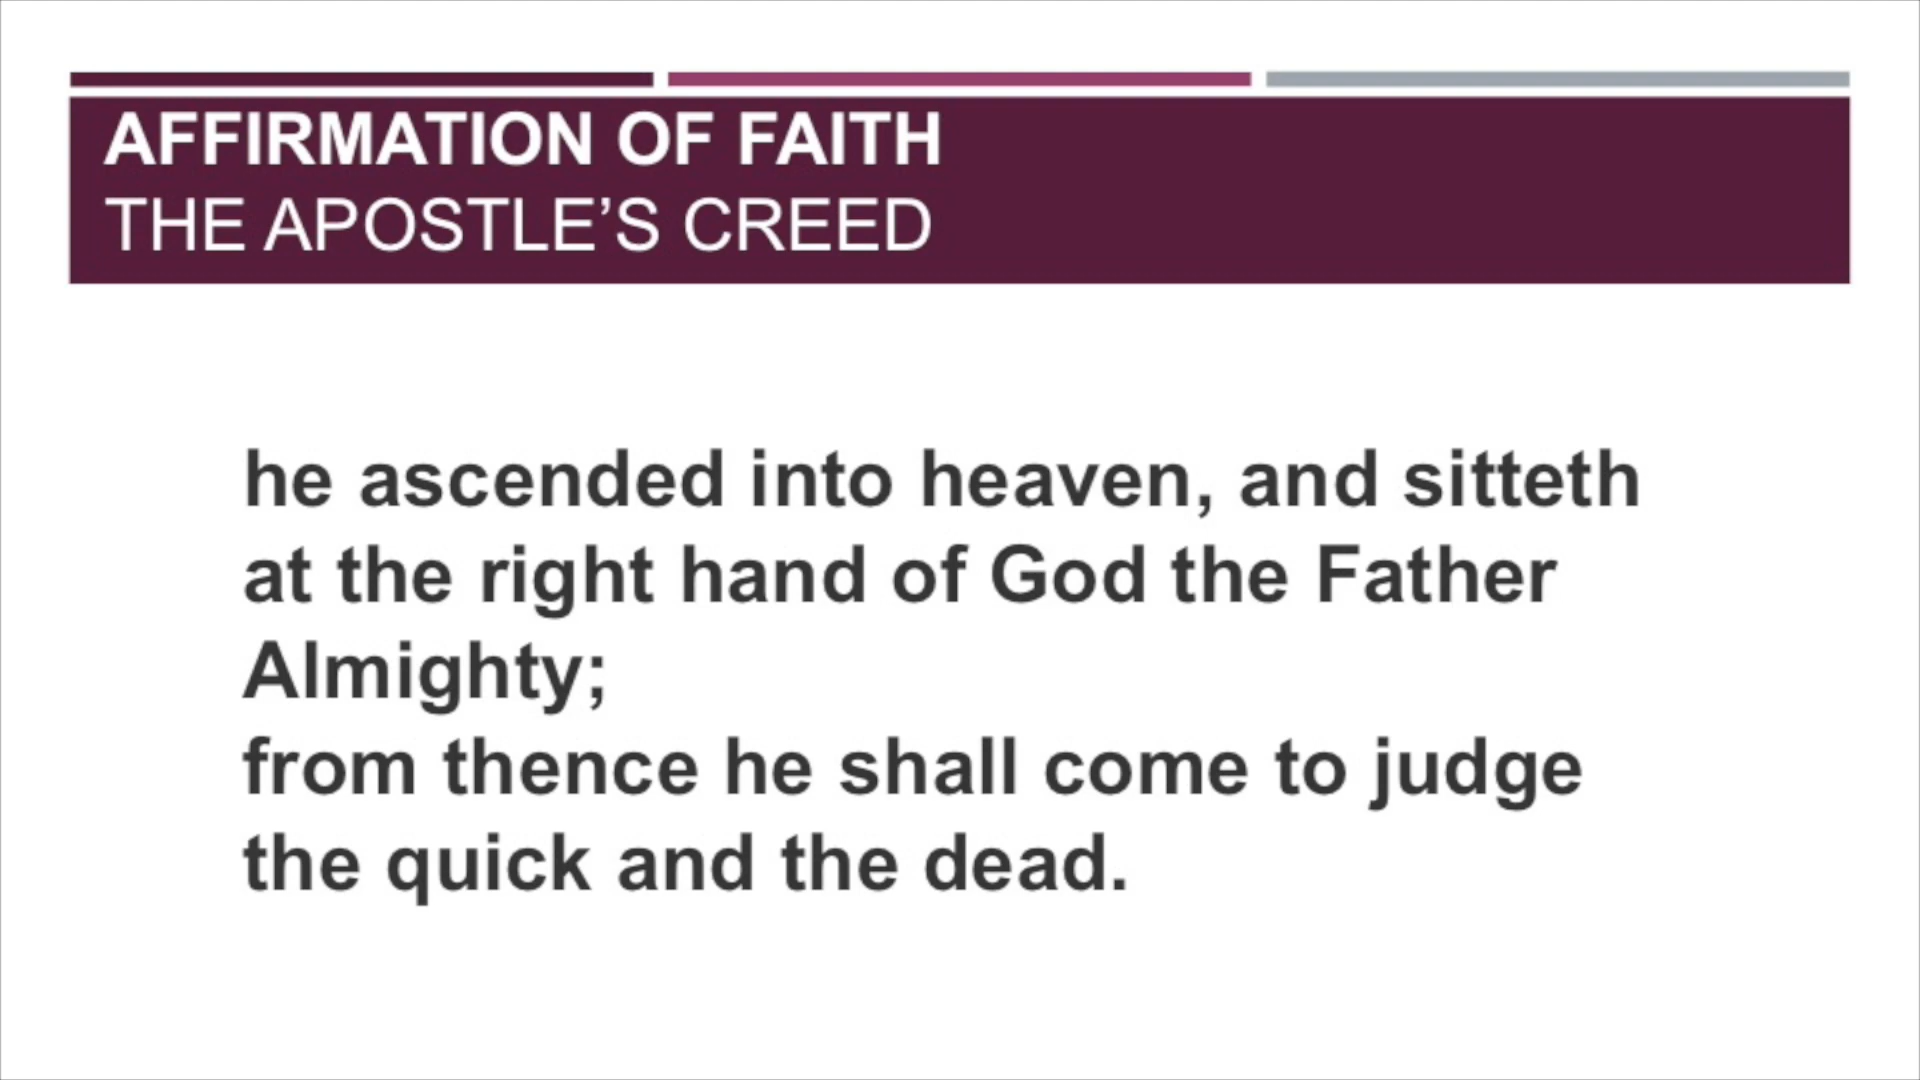 AFFIRMATION OF FAITH
THE APOSTLE’S CREED
he ascended into heaven, and sitteth
at the right hand of God the Father
Almighty;
from thence he shall come to judge
the quick and the dead.